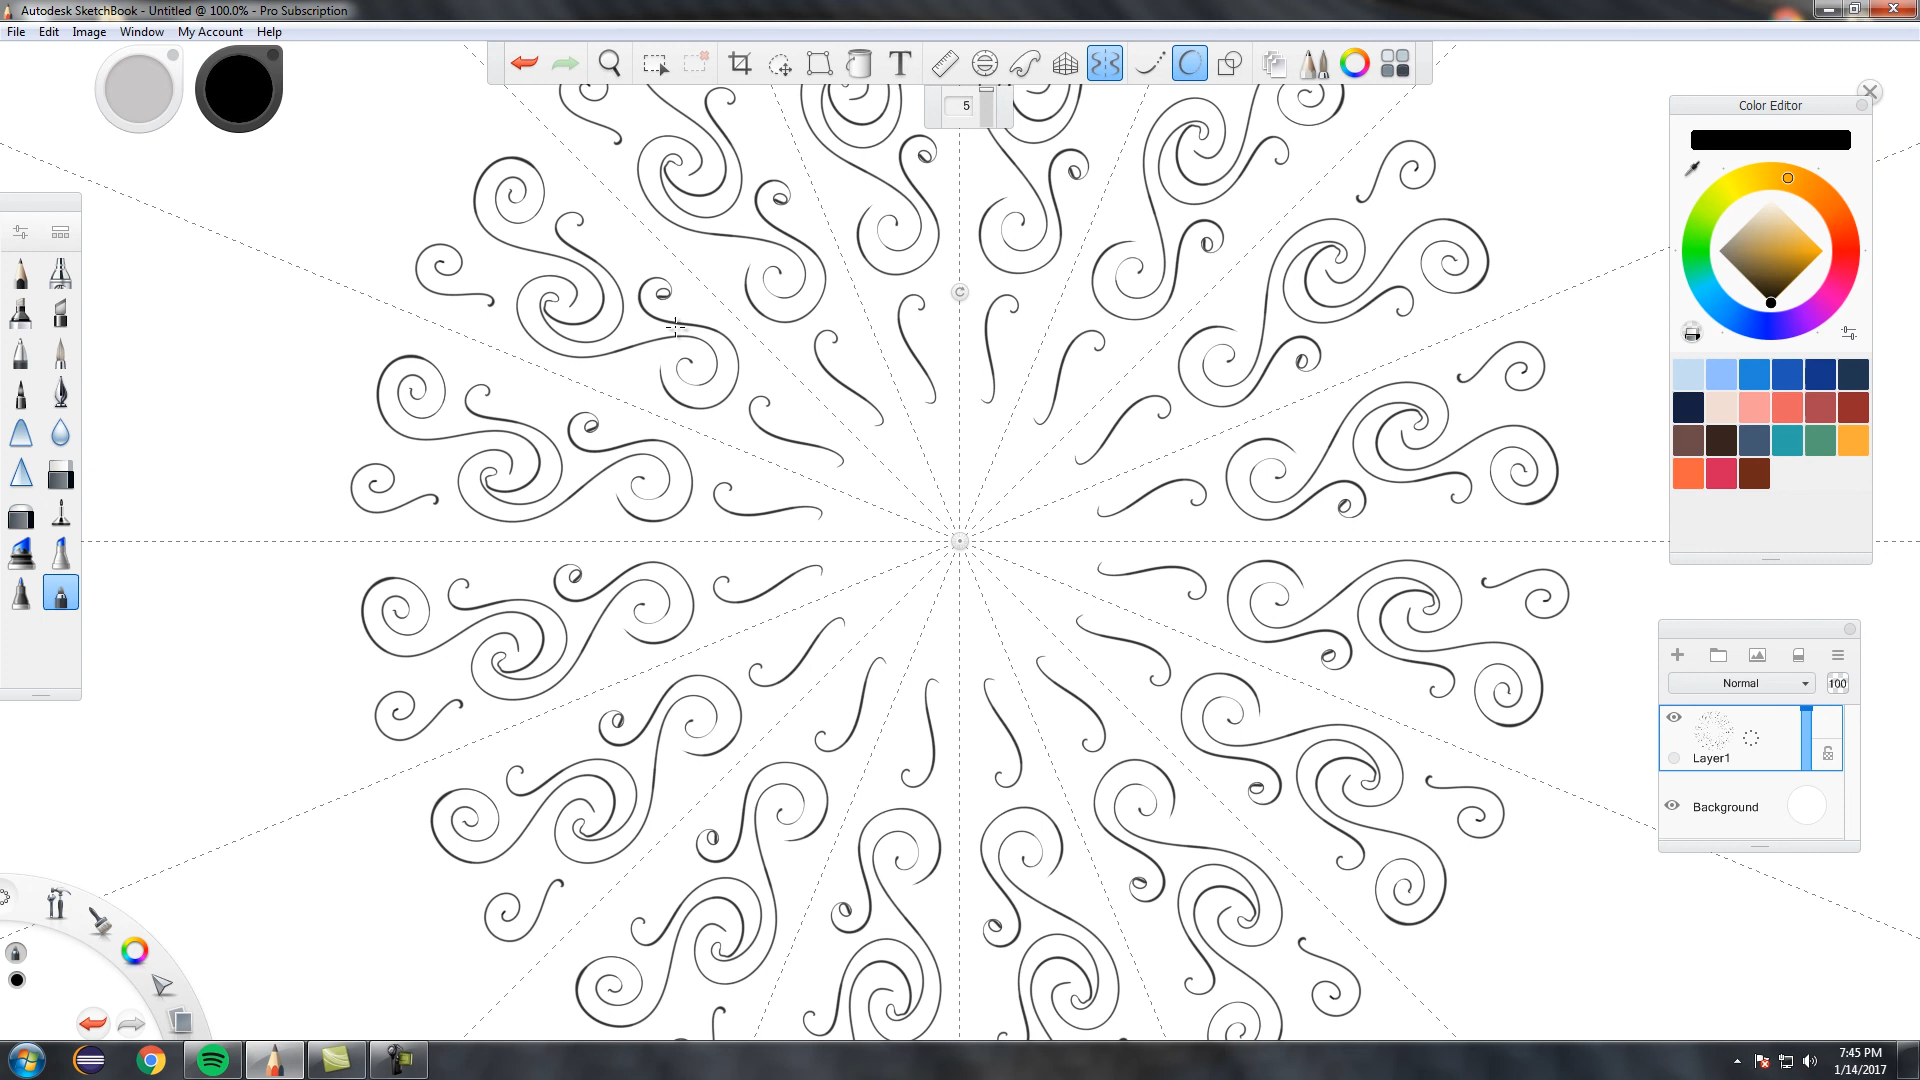 Autodesk SketchBook - Untitled @ 100.0% - Pro Subscription
File Edit Image Window My Account Help
T
5
Color Editor
Normal 100
Layer1
Background
7:45 PM
1/14/2017